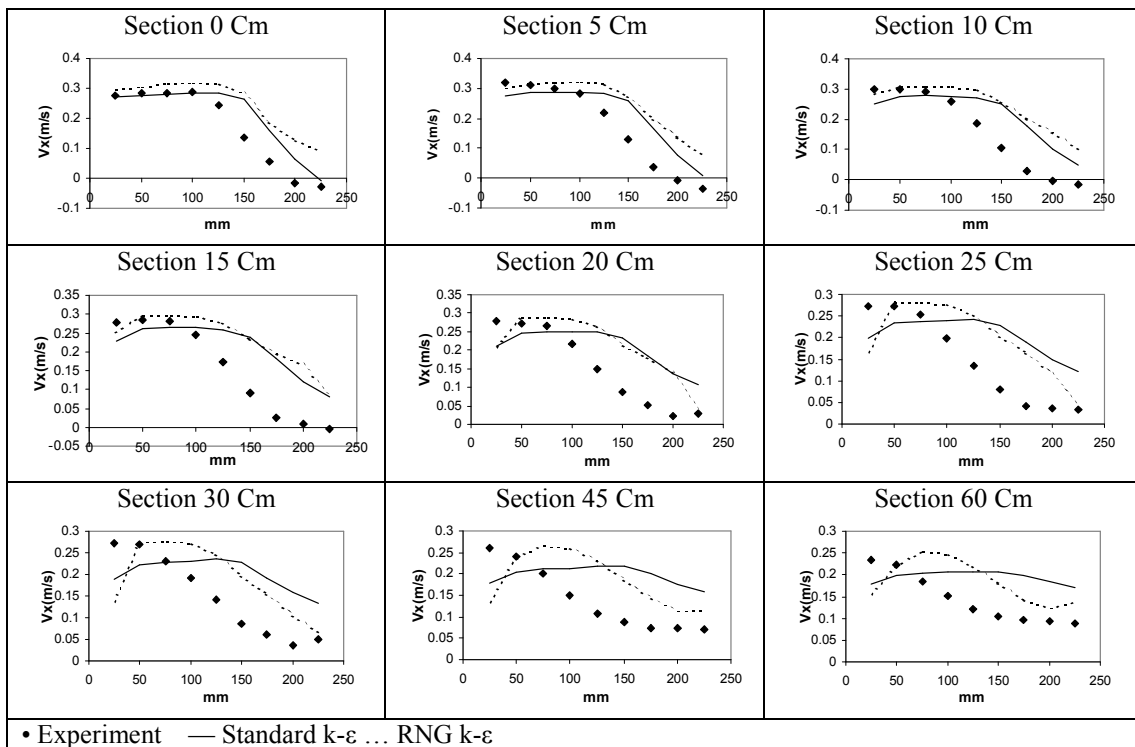 Section 0 Cm
0.4
0.3
0.2
0.1
0
-0.1
0 50 100 150 200 250
Vx(m/s)
mm
Section 5 Cm
0.4
0.3
0.2
0.1
0
-0.1
0 50 100 150 200 250
Vx(m/s)
mm
Section 10 Cm
0.4
0.3
0.2
0.1
0
-0.1
0 50 100 150 200 250
Vx(m/s)
mm
Section 15 Cm
0.35
0.3
0.25
0.2
0.15
0.1
0.05
0
-0.05
0 50 100 150 200 250
Vx(m/s)
mm
Section 20 Cm
0.35
0.3
0.25
0.2
0.15
0.1
0.05
0
0 50 100 150 200 250
Vx(m/s)
mm
Section 25 Cm
0.3
0.25
0.2
0.15
0.1
0.05
0
0 50 100 150 200 250
Vx(m/s)
mm
Section 30 Cm
0.3
0.25
0.2
0.15
0.1
0.05
0
0 50 100 150 200 250
Vx(m/s)
mm
Section 45 Cm
0.3
0.25
0.2
0.15
0.1
0.05
0
0 50 100 150 200 250
Vx(m/s)
mm
Section 60 Cm
0.3
0.25
0.2
0.15
0.1
0.05
0
0 50 100 150 200 250
Vx(m/s)
mm
• Experiment — Standard k-ε … RNG k-ε